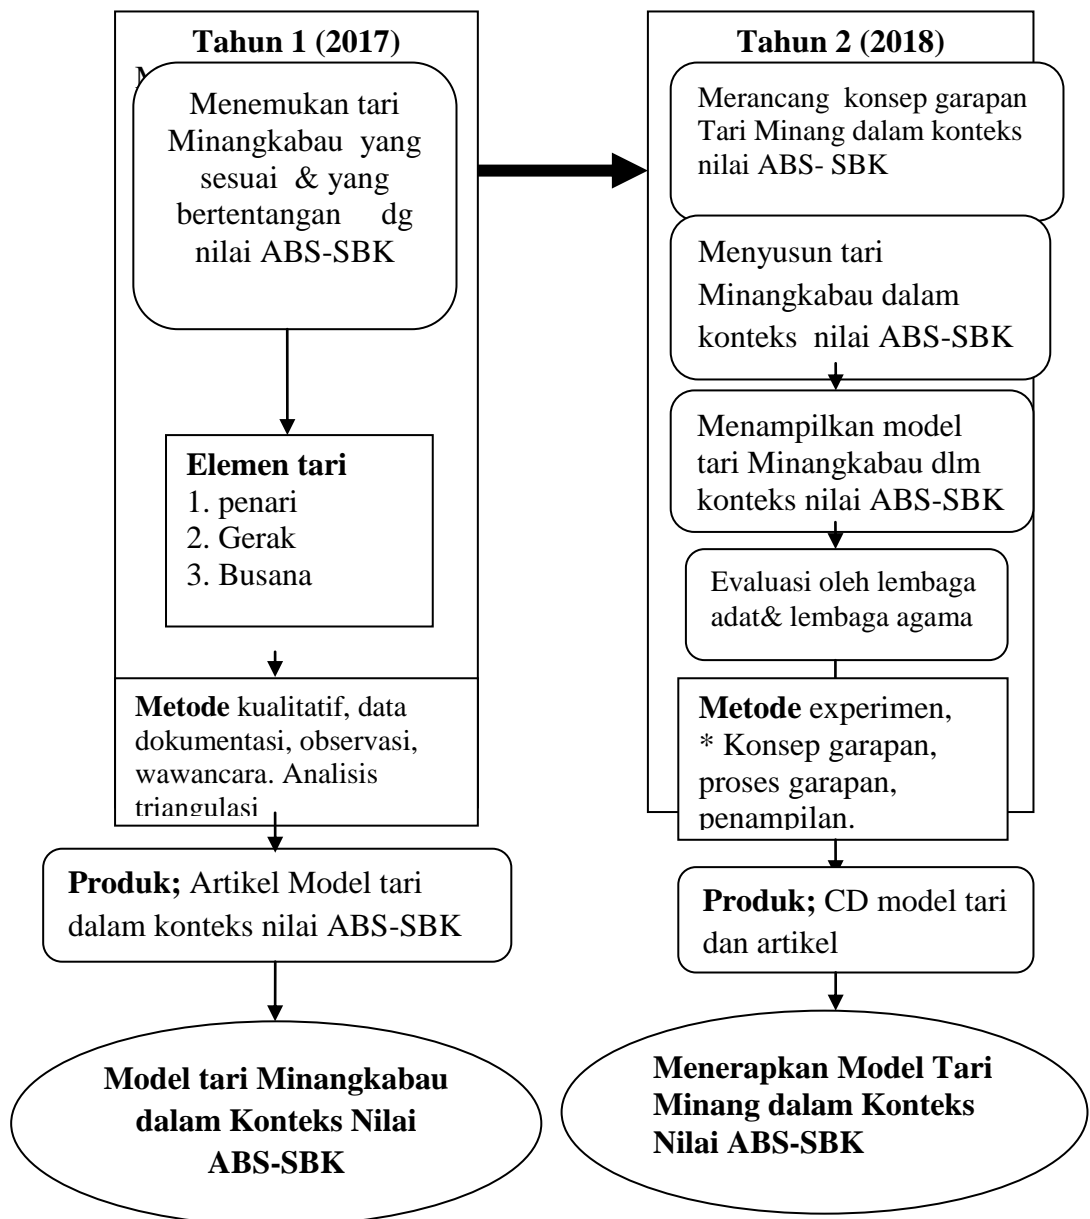 Tahun 1 (2017)
Menemukan tari
Minangkabau yang
sesuai & yang
bertentangan dg
nilai ABS-SBK
Elemen tari
1. penari
2. Gerak
3. Busana
Metode kualitatif, data
dokumentasi, observasi,
wawancara. Analisis
triangulasi
Produk; Artikel Model tari
dalam konteks nilai ABS-SBK
Model tari Minangkabau
dalam Konteks Nilai
ABS-SBK
Tahun 2 (2018)
Merancang konsep garapan
Tari Minang dalam konteks
nilai ABS- SBK
Menyusun tari
Minangkabau dalam
konteks nilai ABS-SBK
Menampilkan model
tari Minangkabau dlm
konteks nilai ABS-SBK
Evaluasi oleh lembaga
adat& lembaga agama
Metode experimen,
* Konsep garapan,
proses garapan,
penampilan.
Produk; CD model tari
dan artikel
Menerapkan Model Tari
Minang dalam Konteks
Nilai ABS-SBK